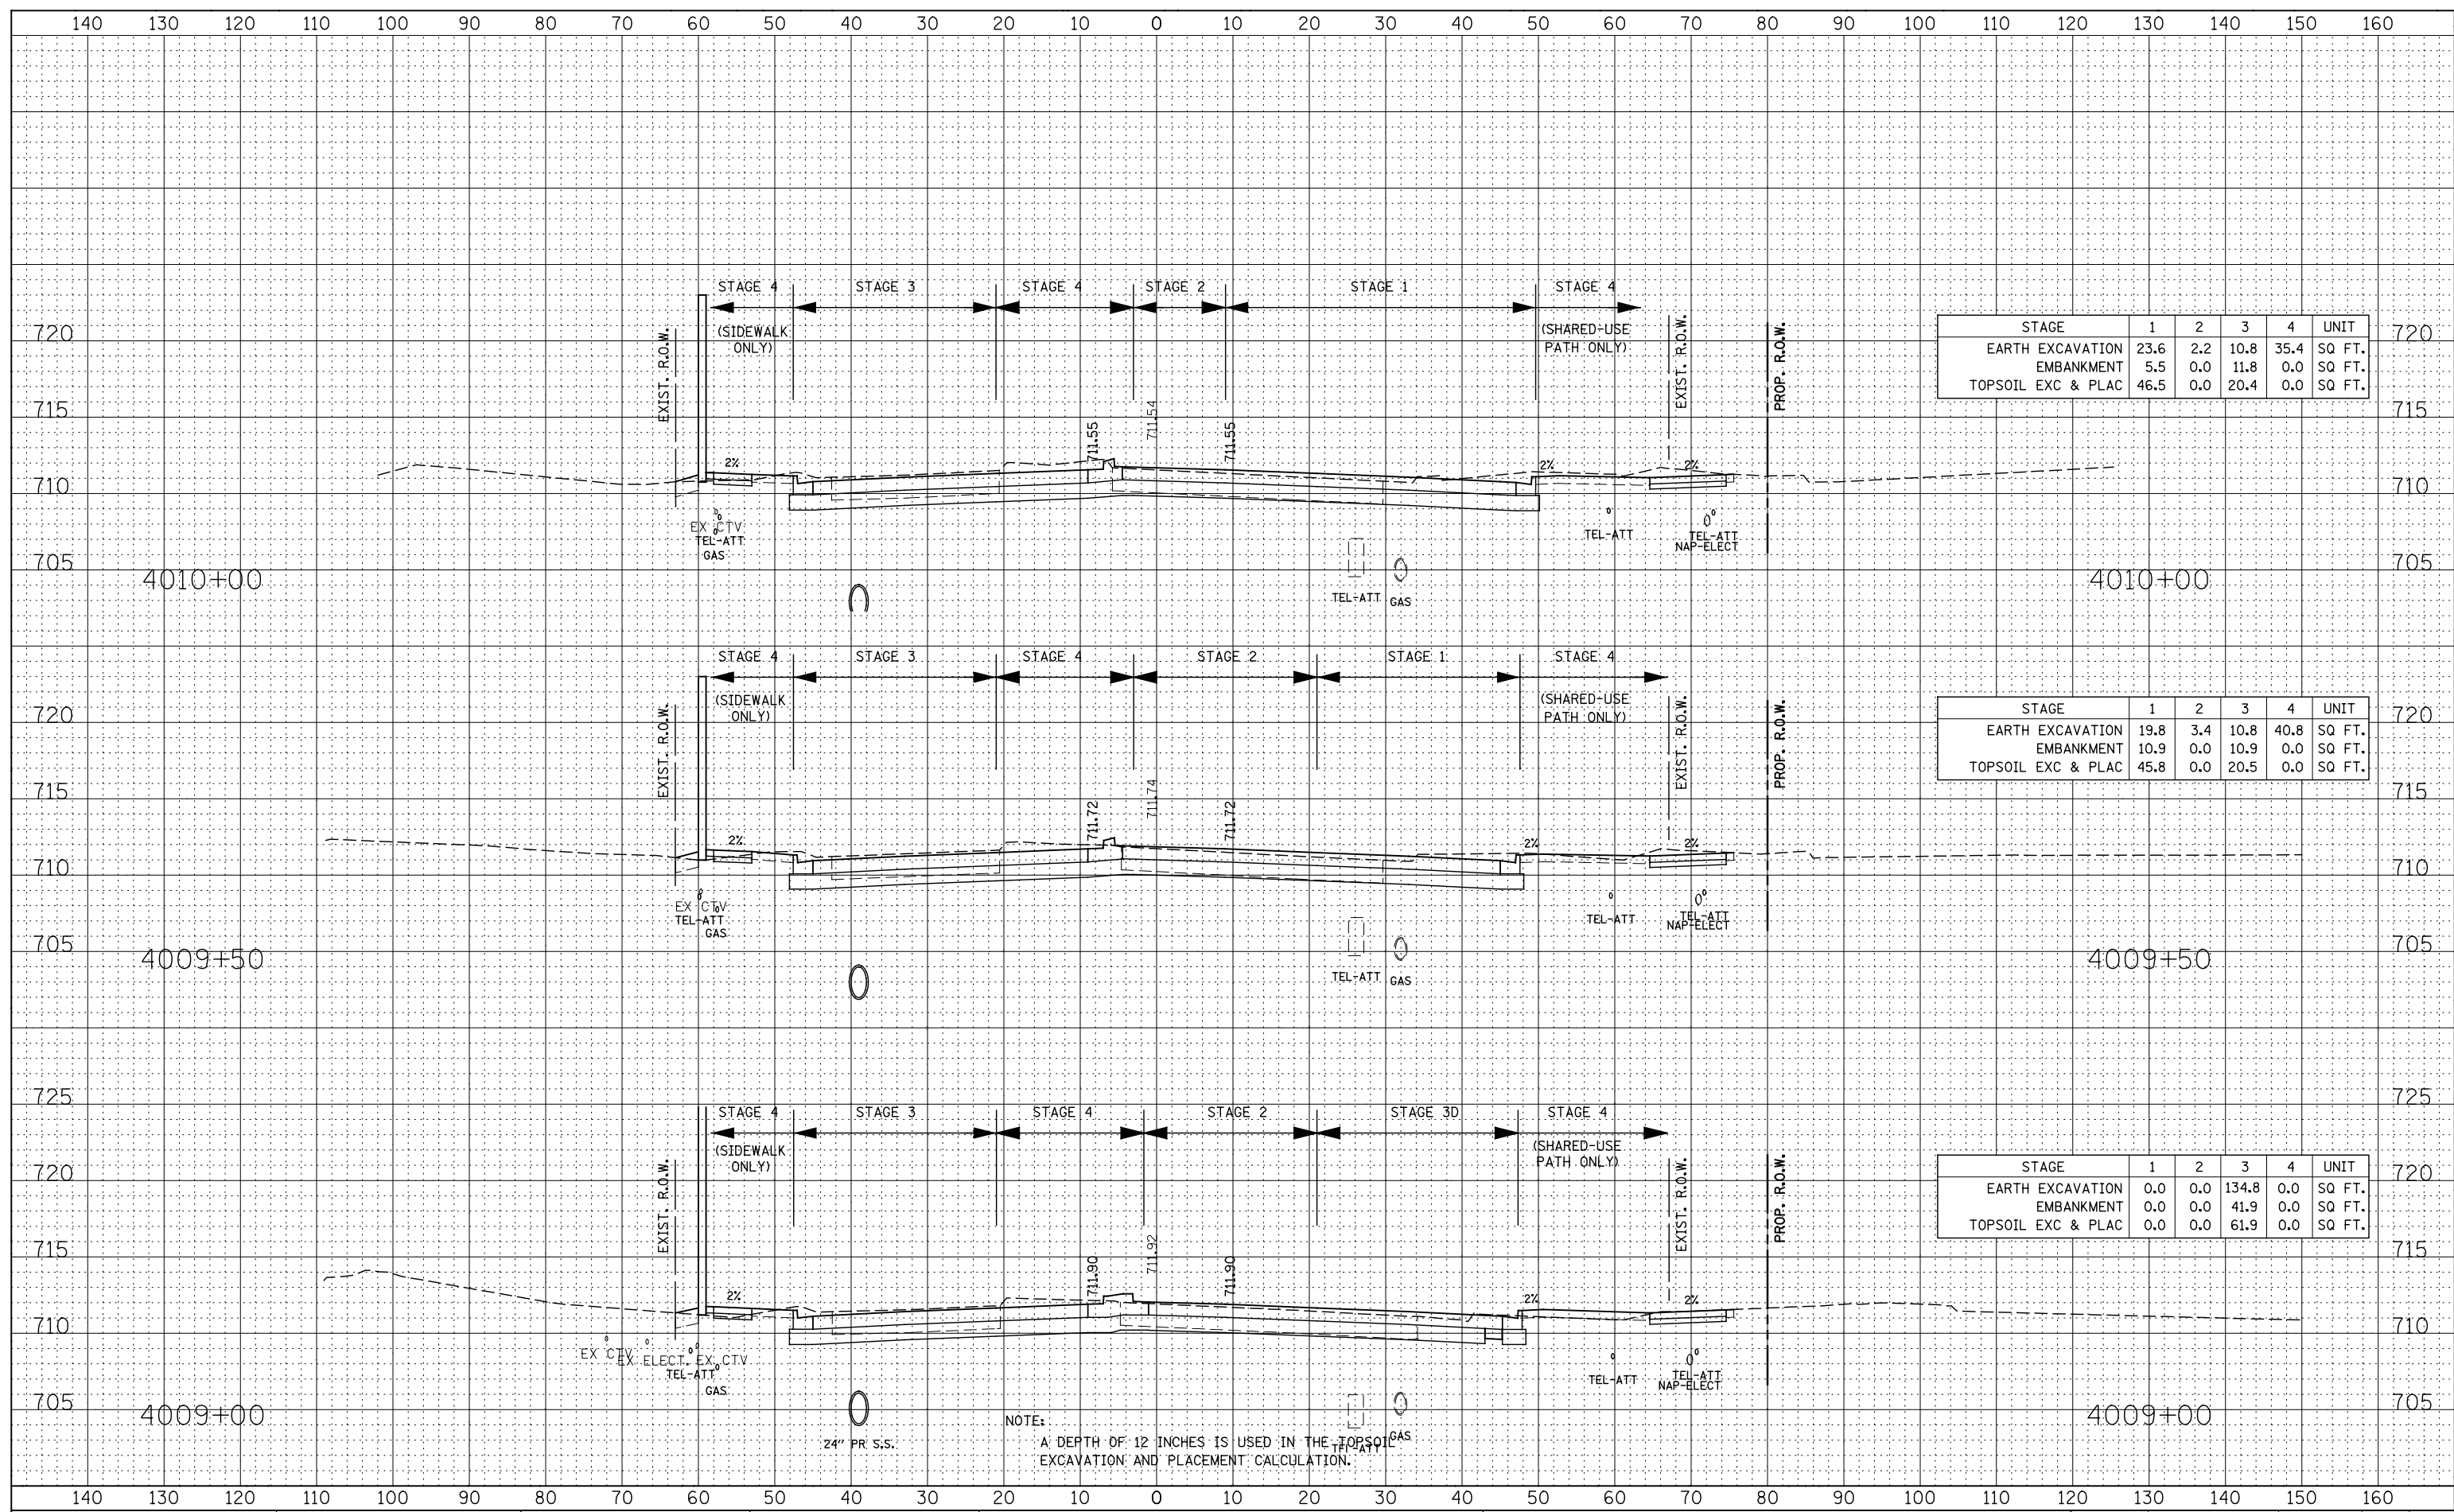 140 130 120 110 100 90 80 70 60 50 40 30 20 10 0 10 20 30 40 50 60 70 80 90 100 110 120 130 140 150 160
STAGE 4 STAGE 3 STAGE 4 STAGE 2 STAGE 1 STAGE 4
(SIDEWALK
ONLY)
(SHARED-USE
PATH ONLY)
EXIST. R.O.W.
EXIST. R.O.W.
PROP. R.O.W.
720 720
715 715
710 710
705 705
STAGE 1 2 3 4 UNIT
EARTH EXCAVATION 23.6 2.2 10.8 35.4 SQ FT.
EMBANKMENT 5.5 0.0 11.8 0.0 SQ FT.
TOPSOIL EXC & PLAC 46.5 0.0 20.4 0.0 SQ FT.
711.55
711.54
711.55
2% 2% 2%
EX CTV
TEL-ATT
GAS
TEL-ATT
GAS
TEL-ATT
TEL-ATT
NAP-ELECT
4010+00 4010+00
STAGE 4 STAGE 3 STAGE 4 STAGE 2 STAGE 1 STAGE 4
(SIDEWALK
ONLY)
(SHARED-USE
PATH ONLY)
EXIST. R.O.W.
EXIST. R.O.W.
PROP. R.O.W.
720 720
715 715
710 710
705 705
STAGE 1 2 3 4 UNIT
EARTH EXCAVATION 19.8 3.4 10.8 40.8 SQ FT.
EMBANKMENT 10.9 0.0 10.9 0.0 SQ FT.
TOPSOIL EXC & PLAC 45.8 0.0 20.5 0.0 SQ FT.
711.72
711.74
711.72
2% 2% 2%
EX CTV
TEL-ATT
GAS
TEL-ATT
GAS
TEL-ATT
TEL-ATT
NAP-ELECT
4009+50 4009+50
725 725
STAGE 4 STAGE 3 STAGE 4 STAGE 2 STAGE 3D STAGE 4
(SIDEWALK
ONLY)
(SHARED-USE
PATH ONLY)
EXIST. R.O.W.
EXIST. R.O.W.
PROP. R.O.W.
720 720
715 715
710 710
705 705
STAGE 1 2 3 4 UNIT
EARTH EXCAVATION 0.0 0.0 134.8 0.0 SQ FT.
EMBANKMENT 0.0 0.0 41.9 0.0 SQ FT.
TOPSOIL EXC & PLAC 0.0 0.0 61.9 0.0 SQ FT.
711.90
711.92
711.90
2% 2% 2%
EX CTV
EX ELECT.
EX CTV
TEL-ATT
GAS
TEL-ATT
TEL-ATT
NAP-ELECT
4009+00 4009+00
24" PR S.S.
GAS
TEL-ATT
NOTE:
A DEPTH OF 12 INCHES IS USED IN THE TOPSOIL
EXCAVATION AND PLACEMENT CALCULATION.
140 130 120 110 100 90 80 70 60 50 40 30 20 10 0 10 20 30 40 50 60 70 80 90 100 110 120 130 140 150 160